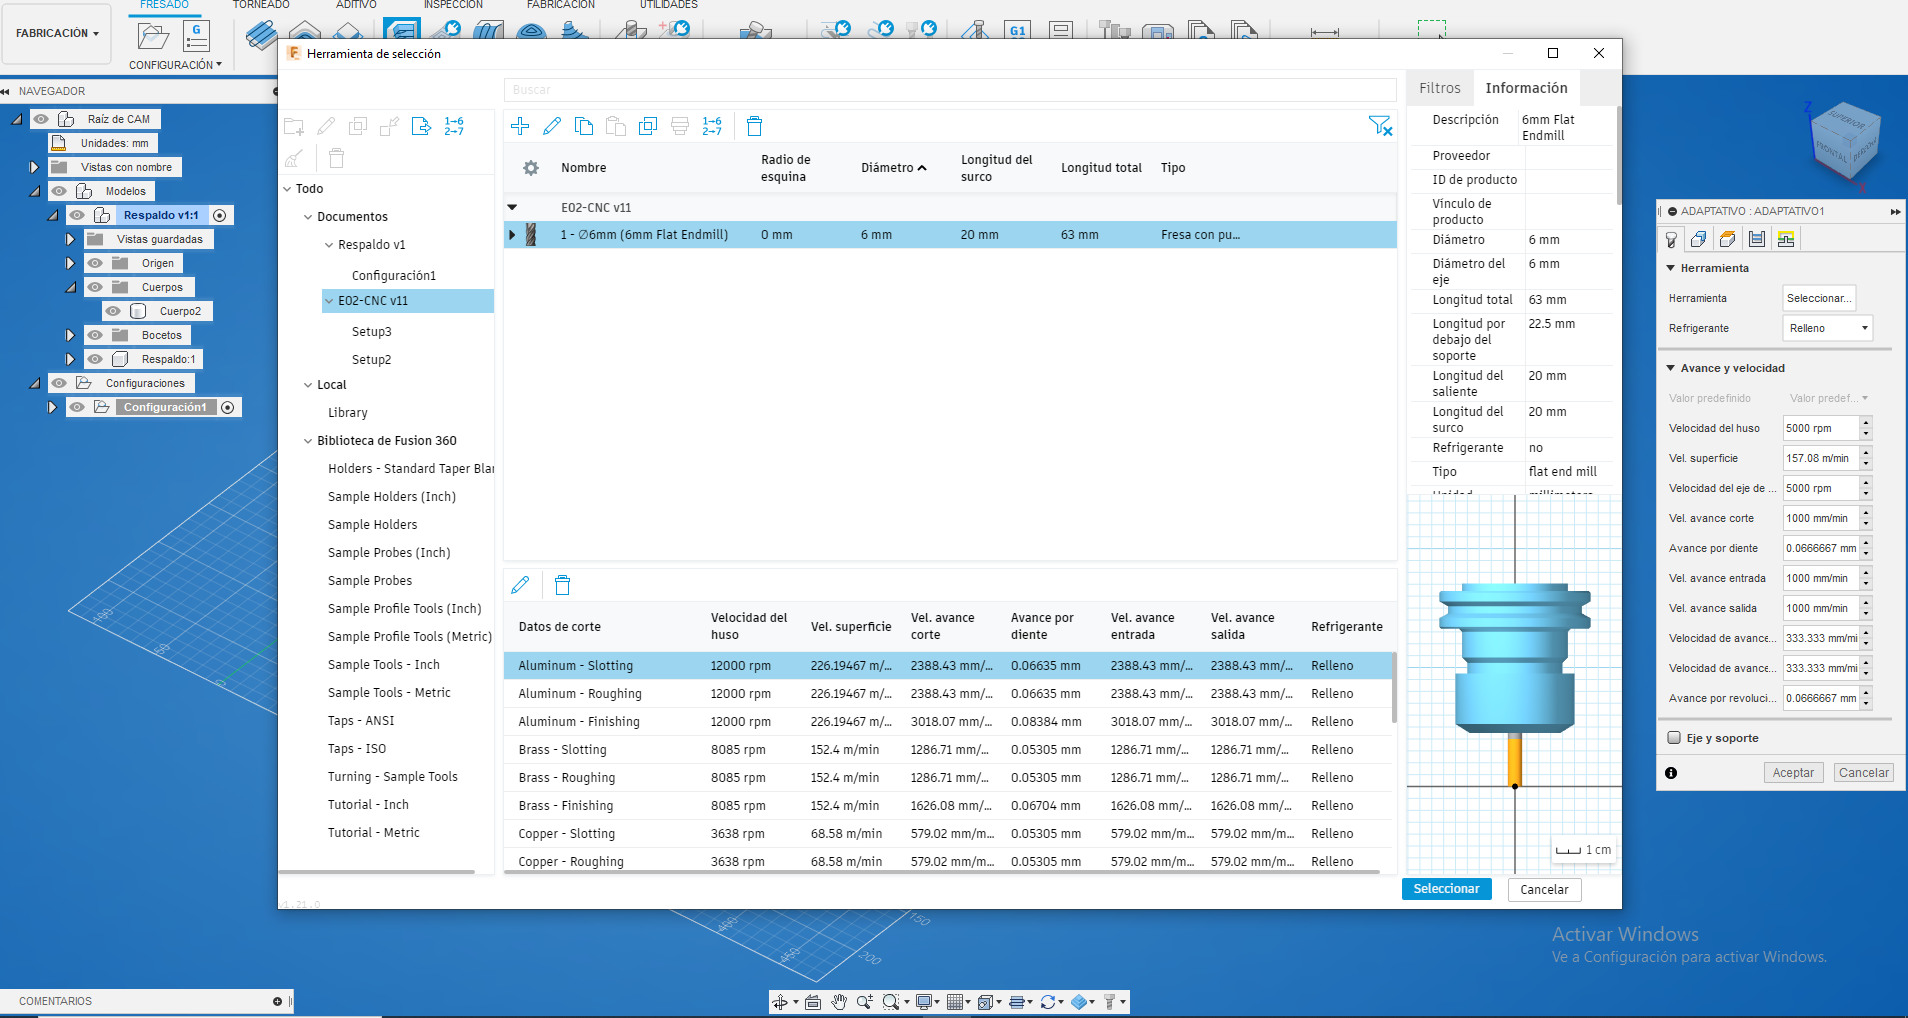 FRESADO
TORNEADO
ADITIVO
INSPECCIÓN
FABRICACIÓN
UTILIDADES
FABRICACIÓN
G
G1
CONFIGURACIÓN
NAVEGADOR
Raíz de CAM
Unidades: mm
Vistas con nombre
Modelos
Respaldo v1:1
Vistas guardadas
Origen
Cuerpos
Cuerpo2
Bocetos
Respaldo:1
Configuraciones
Configuración1
Herramienta de selección
Todo
Documentos
Respaldo v1
Configuración1
E02-CNC v11
Setup3
Setup2
Local
Library
Biblioteca de Fusion 360
Holders - Standard Taper Blar
Sample Holders (Inch)
Sample Holders
Sample Probes (Inch)
Sample Probes
Sample Profile Tools (Inch)
Sample Profile Tools (Metric)
Sample Tools - Inch
Sample Tools - Metric
Taps - ANSI
Taps - ISO
Turning - Sample Tools
Tutorial - Inch
Tutorial - Metric
v1.21.0
Buscar
Nombre Radio de esquina Diámetro Longitud del surco Longitud total Tipo
E02-CNC v11
1 - ∅6mm (6mm Flat Endmill) 0 mm 6 mm 20 mm 63 mm Fresa con pu...
Datos de corte Velocidad del huso Vel. superficie Vel. avance corte Avance por diente Vel. avance entrada Vel. avance salida Refrigerante
Aluminum - Slotting 12000 rpm 226.19467 m/... 2388.43 mm/... 0.06635 mm 2388.43 mm/... 2388.43 mm/... Relleno
Aluminum - Roughing 12000 rpm 226.19467 m/... 2388.43 mm/... 0.06635 mm 2388.43 mm/... 2388.43 mm/... Relleno
Aluminum - Finishing 12000 rpm 226.19467 m/... 3018.07 mm/... 0.08384 mm 3018.07 mm/... 3018.07 mm/... Relleno
Brass - Slotting 8085 rpm 152.4 m/min 1286.71 mm/... 0.05305 mm 1286.71 mm/... 1286.71 mm/... Relleno
Brass - Roughing 8085 rpm 152.4 m/min 1286.71 mm/... 0.05305 mm 1286.71 mm/... 1286.71 mm/... Relleno
Brass - Finishing 8085 rpm 152.4 m/min 1626.08 mm/... 0.06704 mm 1626.08 mm/... 1626.08 mm/... Relleno
Copper - Slotting 3638 rpm 68.58 m/min 579.02 mm/m... 0.05305 mm 579.02 mm/m... 579.02 mm/m... Relleno
Copper - Roughing 3638 rpm 68.58 m/min 579.02 mm/m... 0.05305 mm 579.02 mm/m... 579.02 mm/m... Relleno
Filtros Información
Descripción 6mm Flat Endmill
Proveedor
ID de producto
Vínculo de producto
Diámetro 6 mm
Diámetro del eje 6 mm
Longitud total 63 mm
Longitud por debajo del soporte 22.5 mm
Longitud del saliente 20 mm
Longitud del surco 20 mm
Refrigerante no
Tipo flat end mill
Unidad millimeters
1 cm
Seleccionar Cancelar
Z
SUPERIOR
FRONTAL
DERECHO
X
ADAPTATIVO : ADAPTATIVO1
Herramienta
Herramienta Seleccionar...
Refrigerante Relleno
Avance y velocidad
Valor predefinido Valor predef...
Velocidad del huso 5000 rpm
Vel. superficie 157.08 m/min
Velocidad del eje de ... 5000 rpm
Vel. avance corte 1000 mm/min
Avance por diente 0.0666667 mm
Vel. avance entrada 1000 mm/min
Vel. avance salida 1000 mm/min
Velocidad de avance... 333.333 mm/mi
Velocidad de avance... 333.333 mm/mi
Avance por revoluci... 0.0666667 mm
Eje y soporte
Aceptar Cancelar
50
0
150
200
Activar Windows
Ve a Configuración para activar Windows.
COMENTARIOS